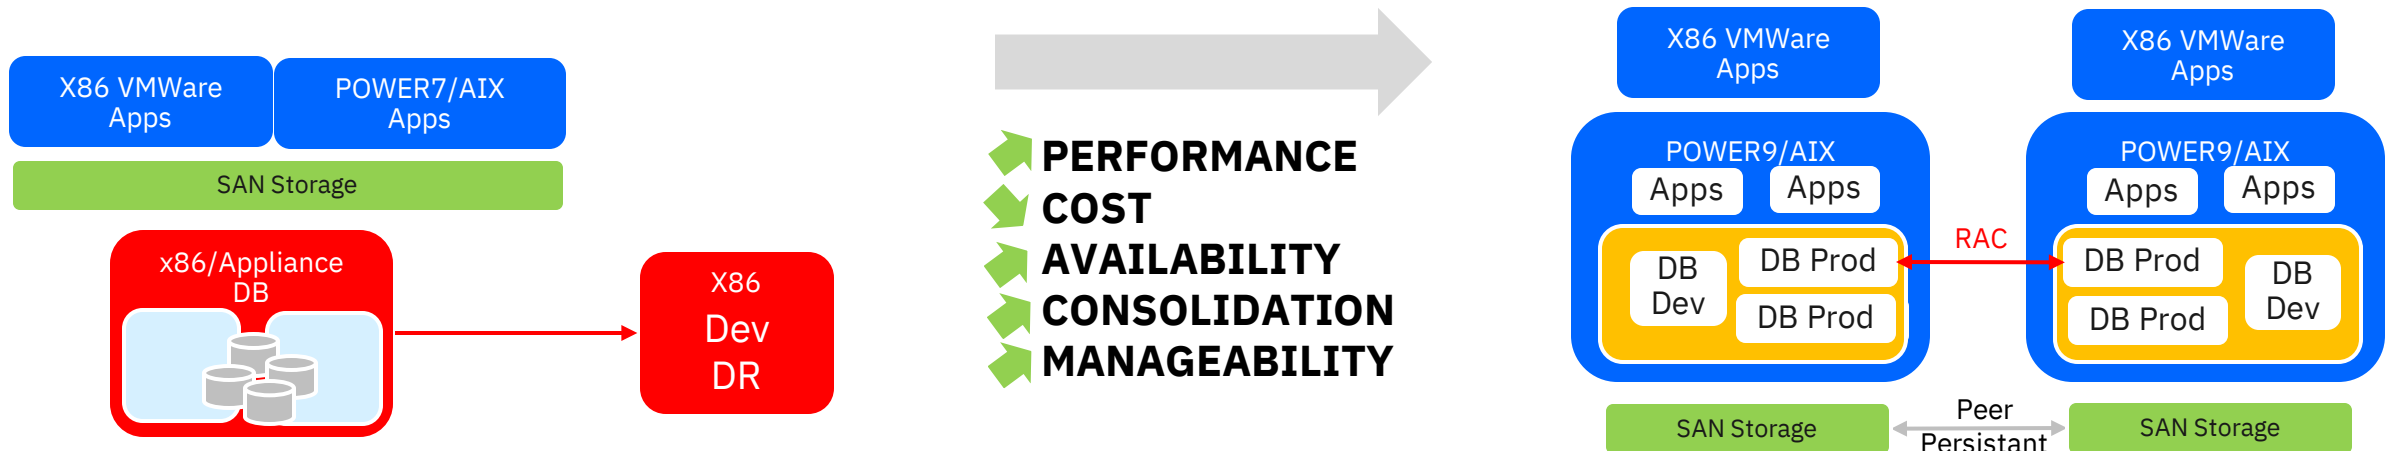 X86 VMWare
Apps
POWER7/AIX
Apps
SAN Storage
x86/Appliance
DB
X86
Dev
DR
PERFORMANCE
COST
AVAILABILITY
CONSOLIDATION
MANAGEABILITY
X86 VMWare
Apps
POWER9/AIX
Apps
Apps
DB
Dev
DB Prod
DB Prod
SAN Storage
RAC
Peer
Persistant
X86 VMWare
Apps
POWER9/AIX
Apps
Apps
DB Prod
DB Prod
DB
Dev
SAN Storage